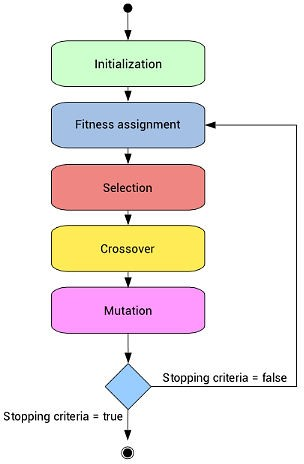 Initialization
Fitness assignment
Selection
Crossover
Mutation
Stopping criteria = false
Stopping criteria = true